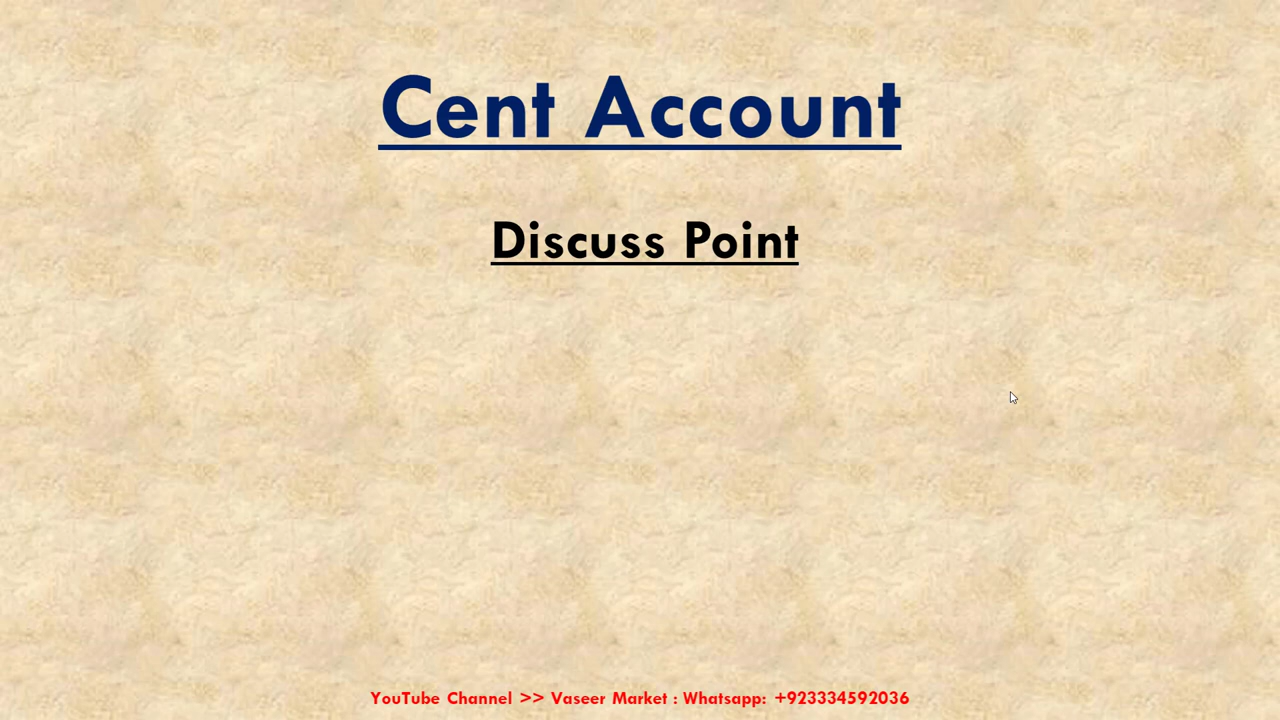 Cent Account
Discuss Point
YouTube Channel >> Vaseer Market : Whatsapp: +923334592036